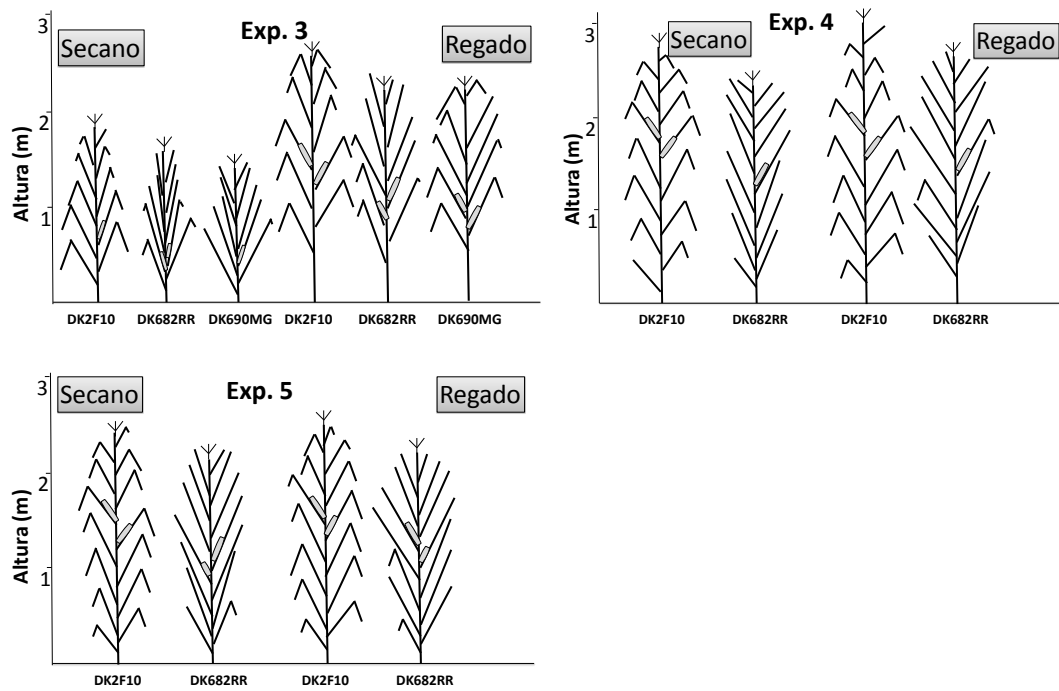 Exp. 3
Secano
Regado
Altura (m)
3
2
1
DK2F10 DK682RR DK690MG DK2F10 DK682RR DK690MG
Exp. 4
Secano
Regado
Altura (m)
3
2
1
DK2F10 DK682RR DK2F10 DK682RR
Exp. 5
Secano
Regado
Altura (m)
3
2
1
DK2F10 DK682RR DK2F10 DK682RR